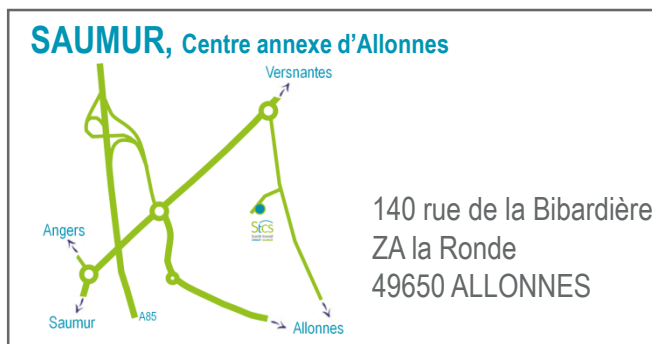 SAUMUR, Centre annexe d'Allonnes
Versnantes
Angers
StCS
Saumur
A85
Allonnes
140 rue de la Bibardière
ZA la Ronde
49650 ALLONNES